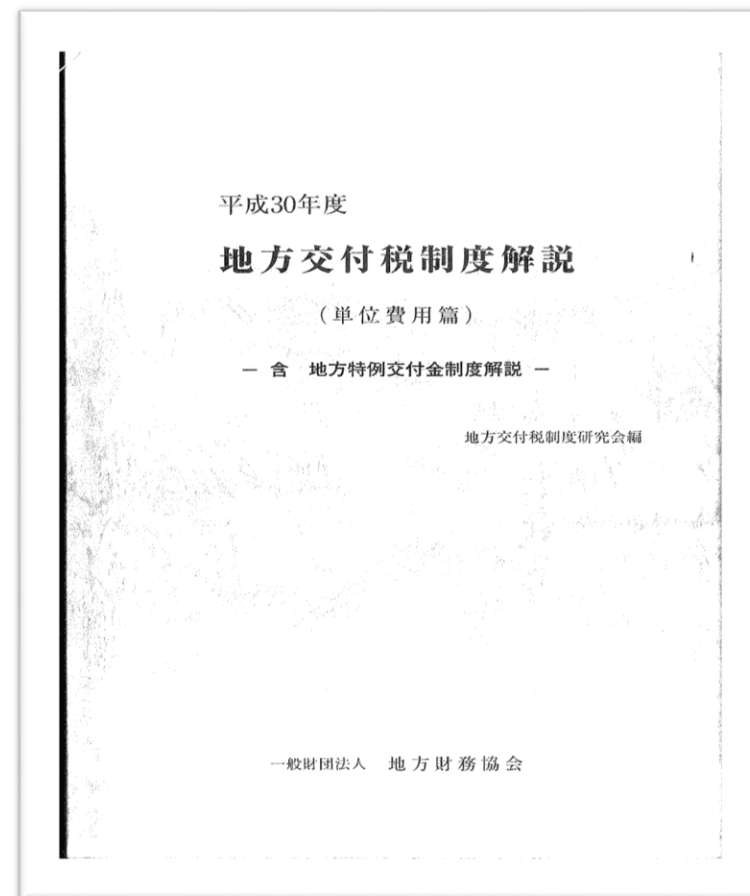 平成30年度
地方交付税制度解説
(単位費用篇)
― 含 地方特例交付金制度解説 ―
地方交付税制度研究会編
一般財団法人 地方財務協会